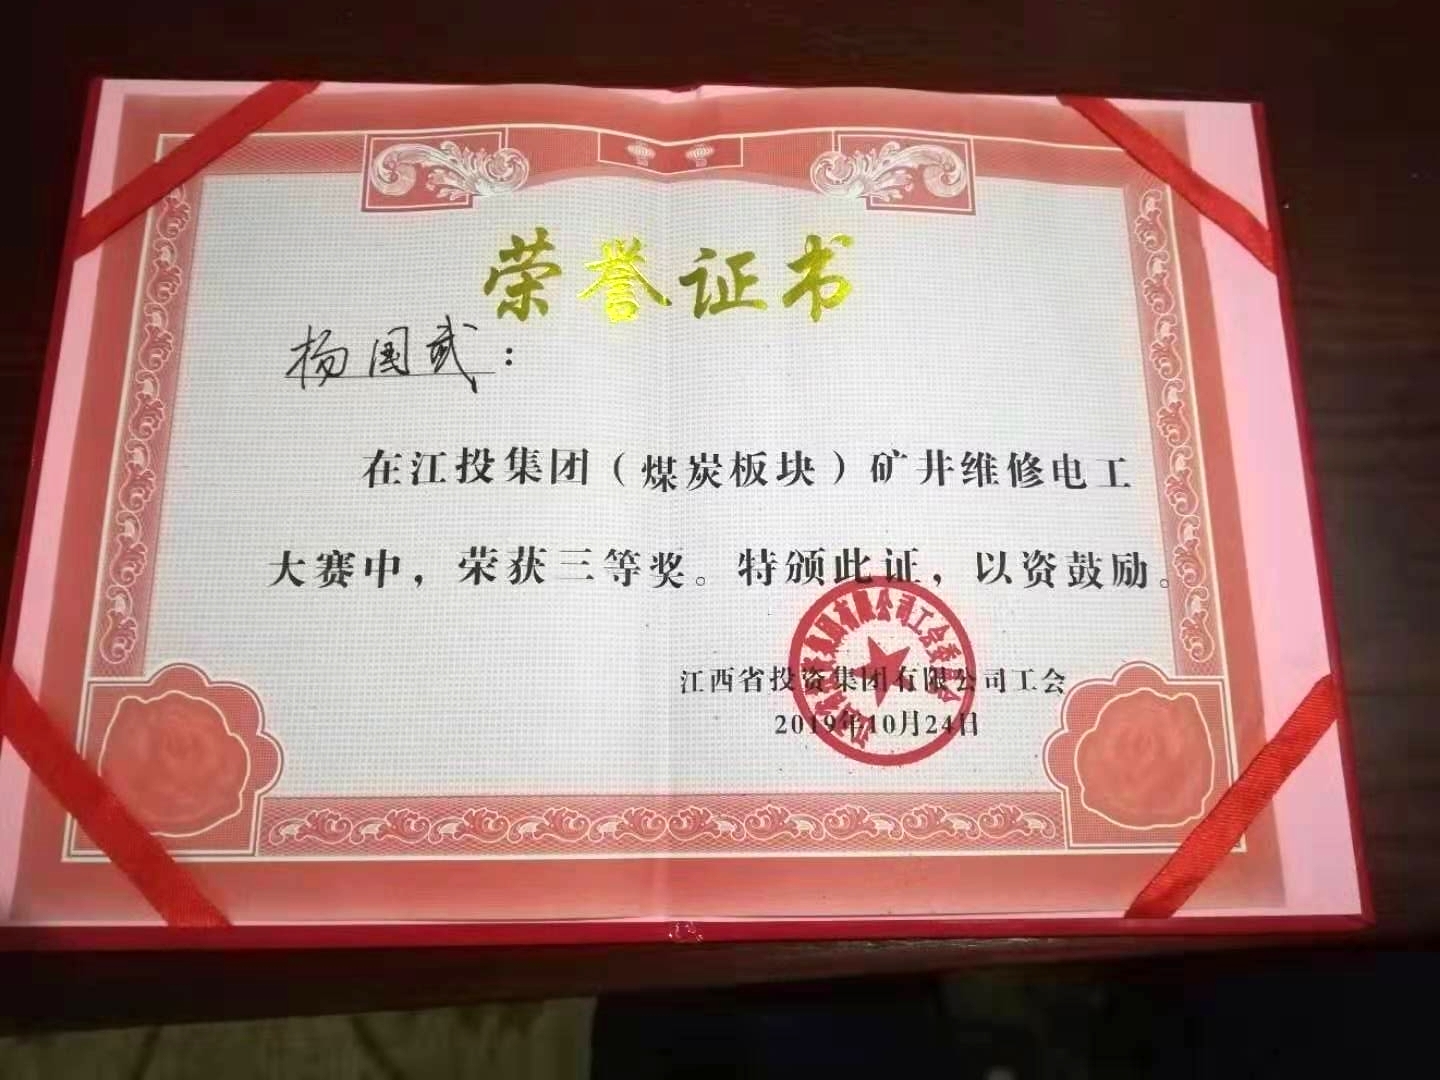 荣誉证书
杨国武：
在江投集团（煤炭板块）矿井维修电工
大赛中，荣获三等奖。特颁此证，以资鼓励。
江西省投资集团有限公司工会
2019年10月24日